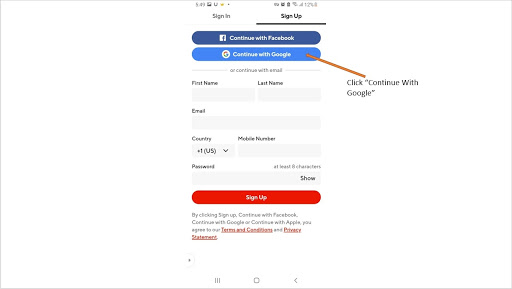 5:49
Sign In
Sign Up
Continue with Facebook
Continue with Google
or continue with email
First Name
Last Name
Email
Country
Mobile Number
+1 (US)
Password
at least 8 characters
Show
Sign Up
By clicking Sign up, Continue with Facebook,
Continue with Google or Continue with Apple, you
agree to our Terms and Conditions and Privacy
Statement.
Click "Continue With
Google"